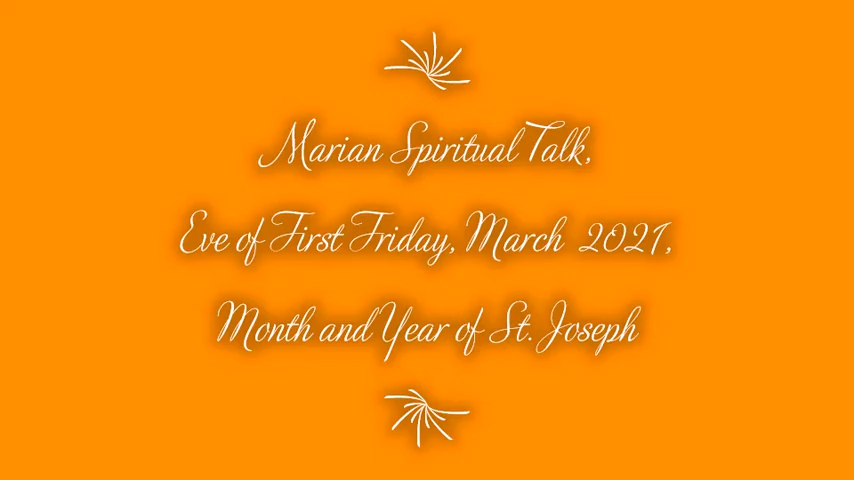 Marian Spiritual Talk,
Eve of First Friday, March 2021,
Month and Year of St. Joseph